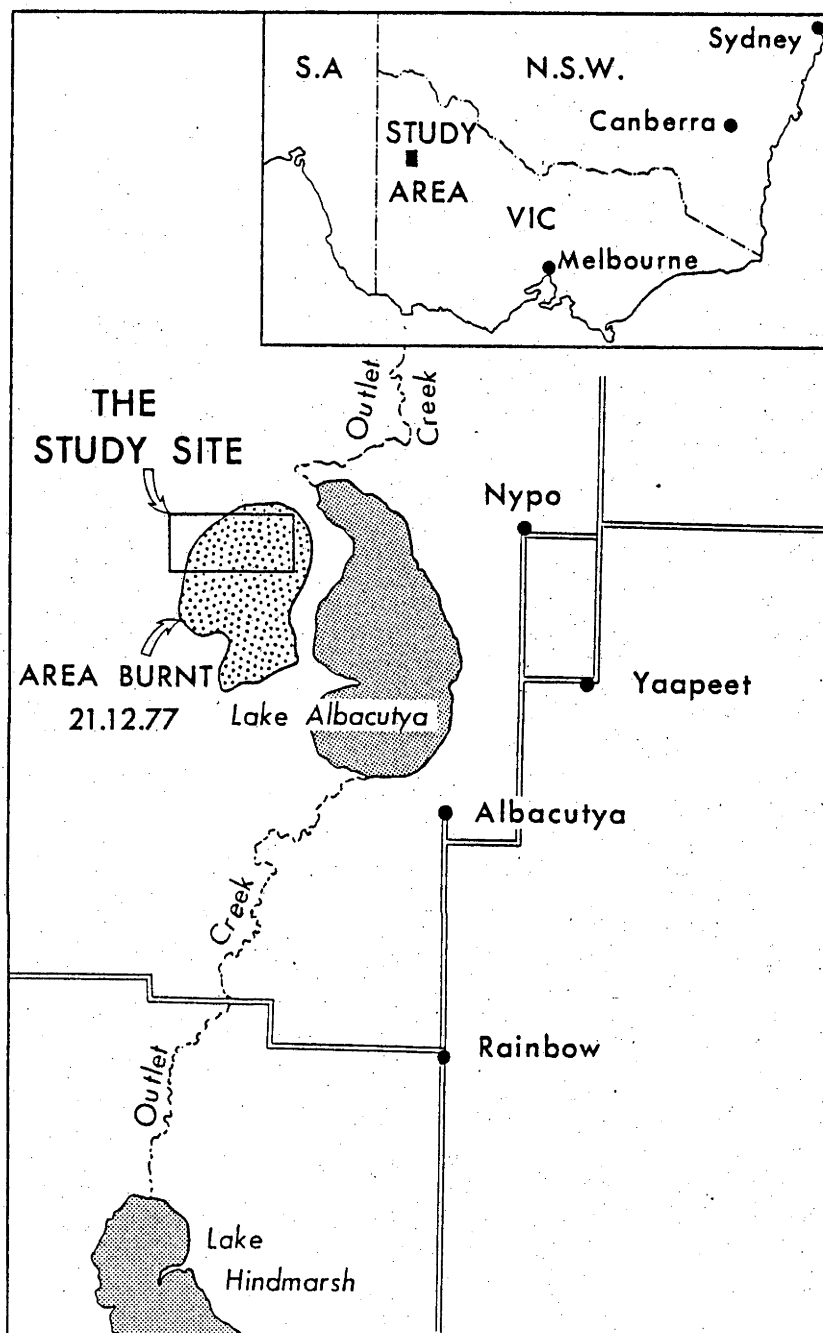 Sydney
S.A
N.S.W.
Canberra
STUDY
AREA
VIC
Melbourne
Outlet
Creek
THE
STUDY SITE
Nypo
AREA BURNT
21.12.77
Lake Albacutya
Yaapeet
Albacutya
Creek
Outlet
Rainbow
Lake
Hindmarsh